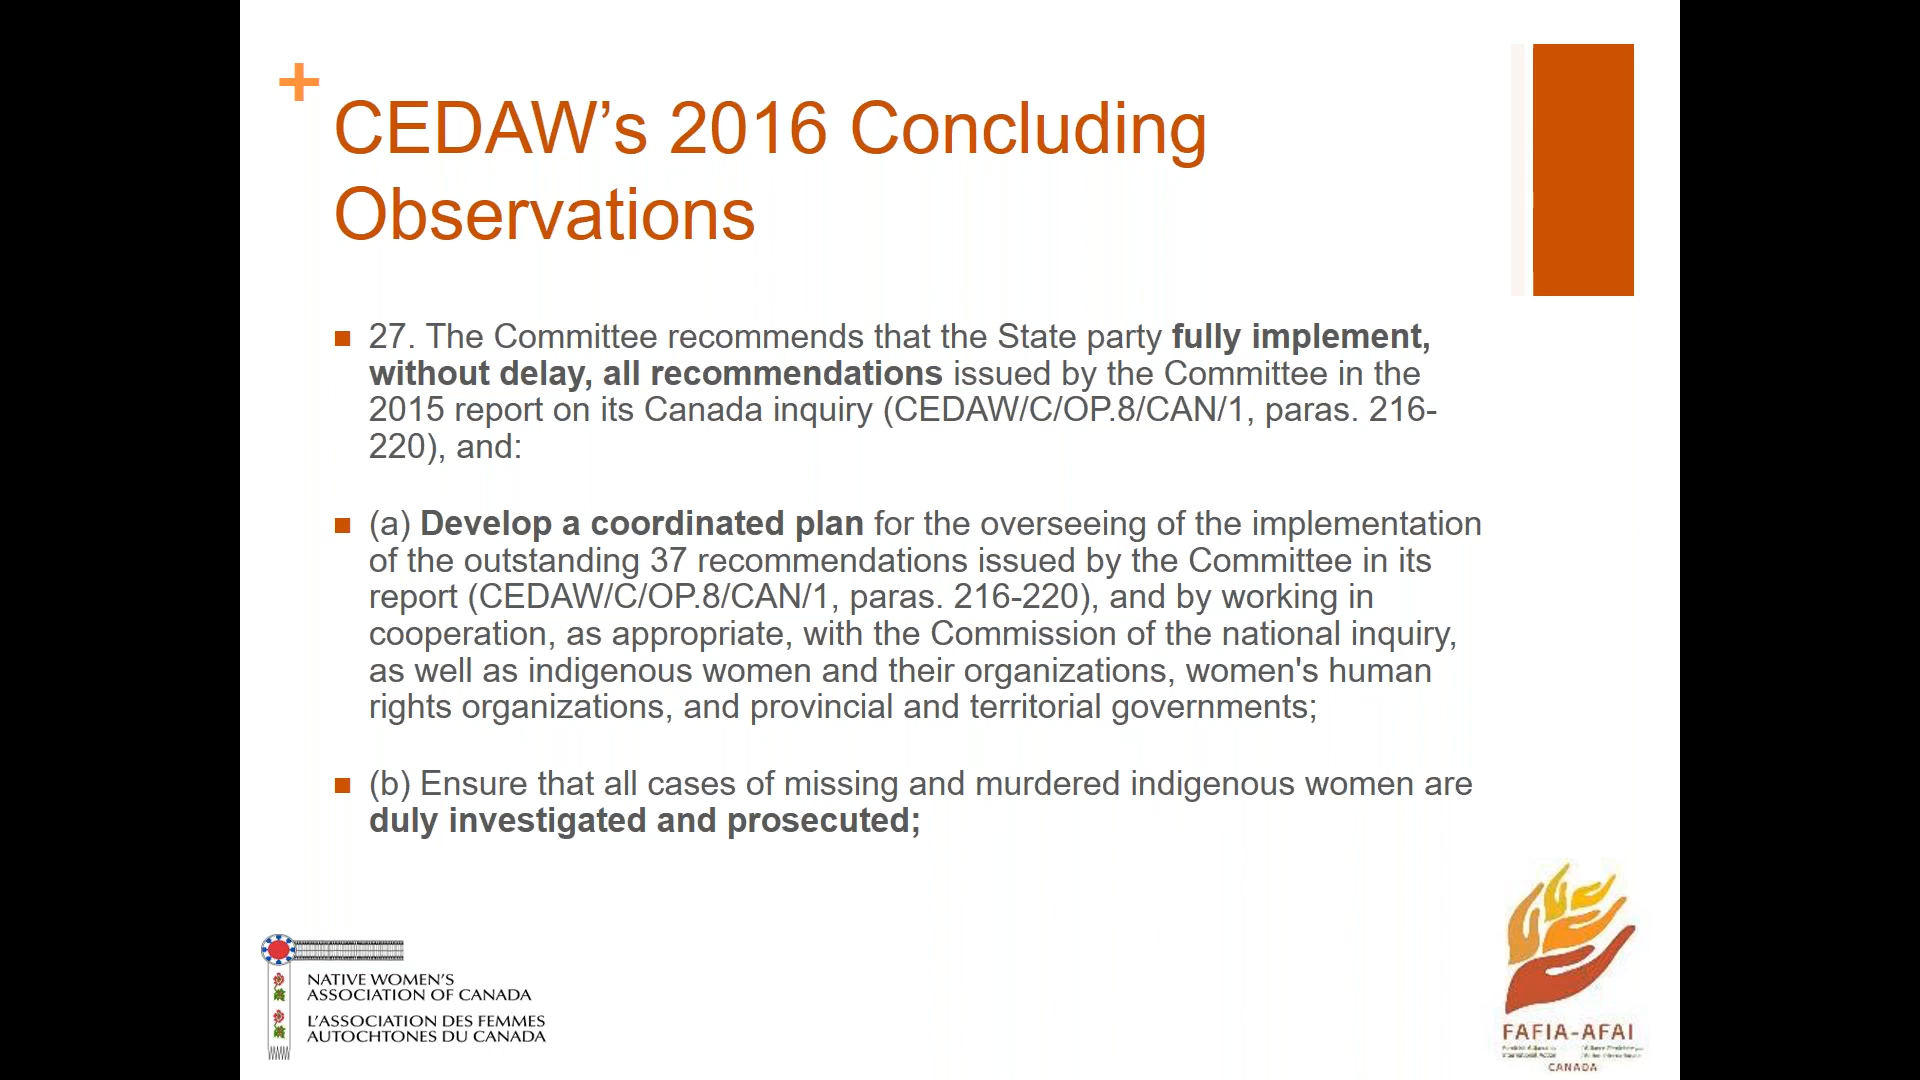 +
CEDAW’s 2016 Concluding
Observations
27. The Committee recommends that the State party fully implement,
without delay, all recommendations issued by the Committee in the
2015 report on its Canada inquiry (CEDAW/C/OP.8/CAN/1, paras. 216-
220), and:
(a) Develop a coordinated plan for the overseeing of the implementation
of the outstanding 37 recommendations issued by the Committee in its
report (CEDAW/C/OP.8/CAN/1, paras. 216-220), and by working in
cooperation, as appropriate, with the Commission of the national inquiry,
as well as indigenous women and their organizations, women's human
rights organizations, and provincial and territorial governments;
(b) Ensure that all cases of missing and murdered indigenous women are
duly investigated and prosecuted;
NATIVE WOMEN'S
ASSOCIATION OF CANADA
L'ASSOCIATION DES FEMMES
AUTOCHTONES DU CANADA
FAFIA-AFAI
CANADA